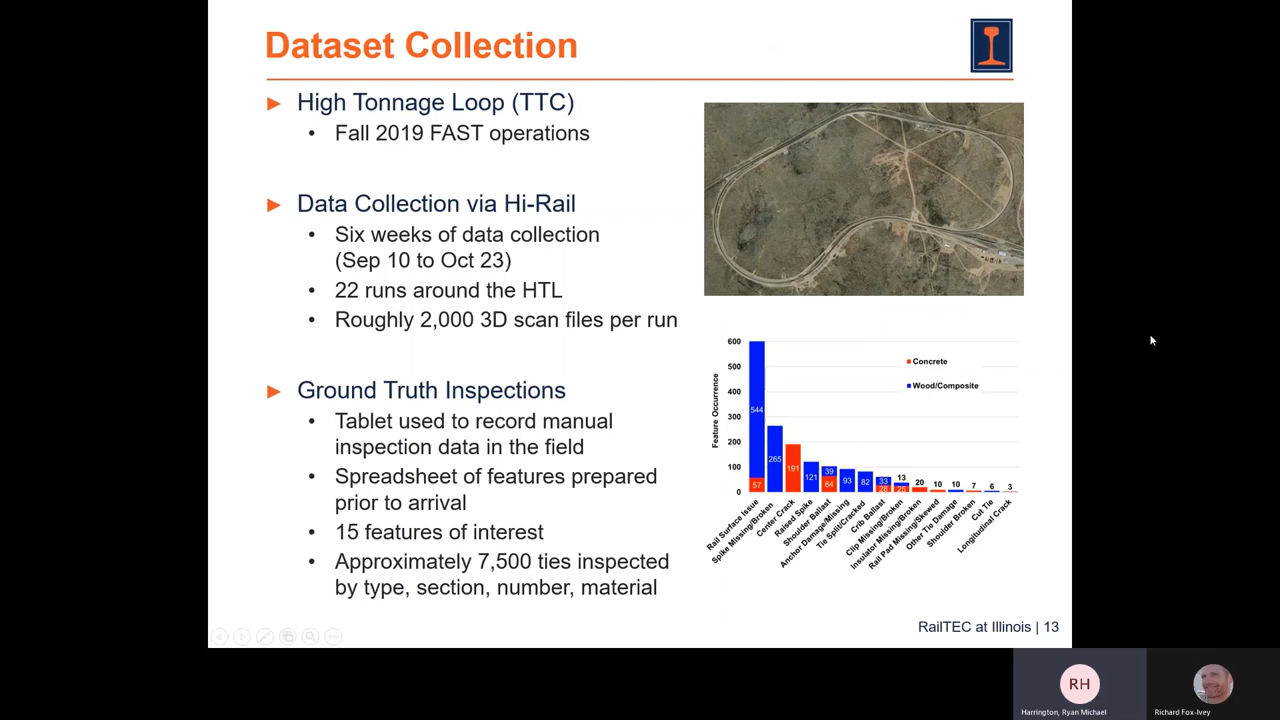 Dataset Collection
High Tonnage Loop (TTC)
Fall 2019 FAST operations
Data Collection via Hi-Rail
Six weeks of data collection
(Sep 10 to Oct 23)
22 runs around the HTL
Roughly 2,000 3D scan files per run
Ground Truth Inspections
Tablet used to record manual
inspection data in the field
Spreadsheet of features prepared
prior to arrival
15 features of interest
Approximately 7,500 ties inspected
by type, section, number, material
Feature Occurrence
600
500
400
300
200
100
0
Concrete
Wood/Composite
544
57
265
191
121
39
64
93
82
33
28
13
25
20
10
10
7
6
3
Rail Surface Issue
Spike Missing/Broken
Center Crack
Raised Spike
Shoulder Ballast
Anchor Damage/Missing
Tie Split/Cracked
Crib Ballast
Clip Missing/Broken
Insulator Missing/Broken
Rail Pad Missing/Skewed
Other Tie Damage
Shoulder Broken
Cut Tie
Longitudinal Crack
RailTEC at Illinois | 13
RH
Harrington, Ryan Michael
Richard Fox-Ivey